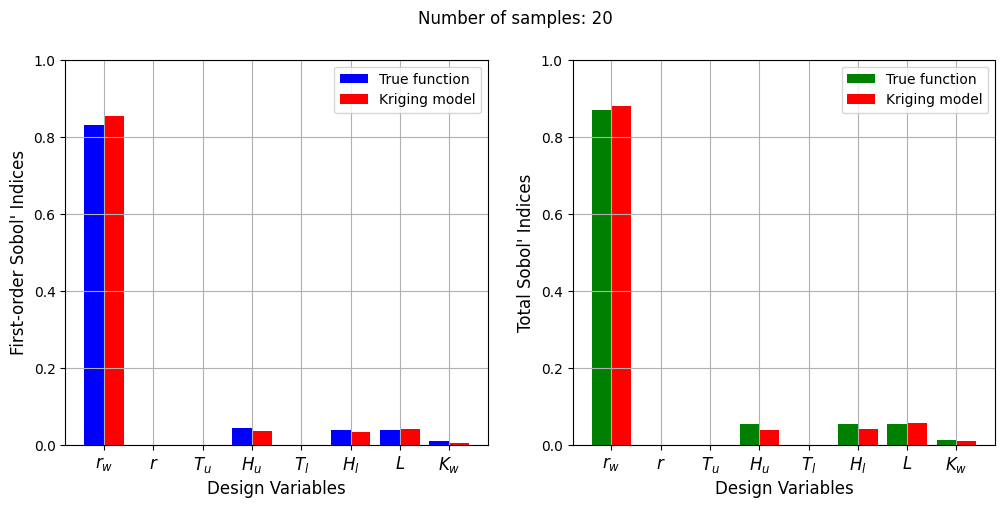 Number of samples: 20
First-order Sobol' Indices
1.0
0.8
0.6
0.4
0.2
0.0
True function
Kriging model
r_w r T_u H_u T_l H_l L K_w
Design Variables
Total Sobol' Indices
1.0
0.8
0.6
0.4
0.2
0.0
True function
Kriging model
r_w r T_u H_u T_l H_l L K_w
Design Variables